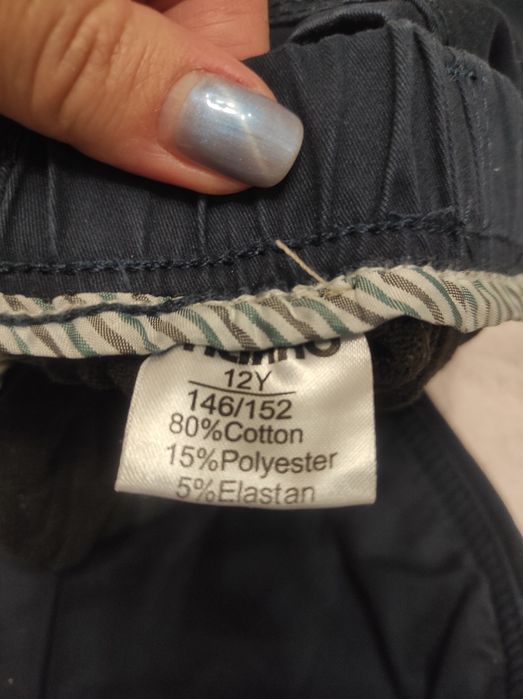 12Y
146/152
80%Cotton
15%Polyester
5%Elastan